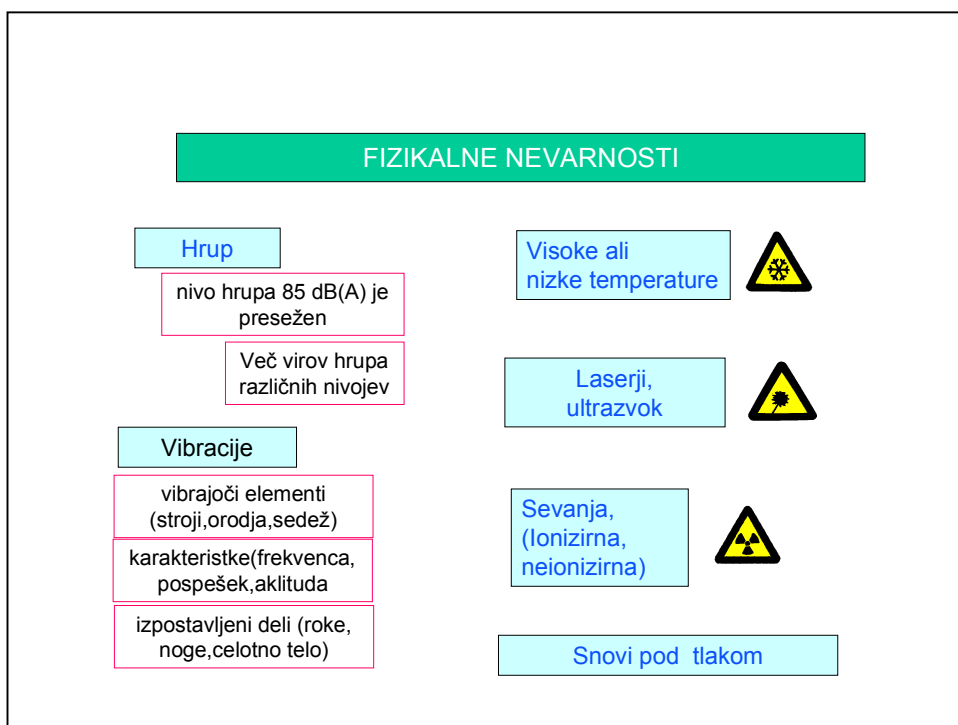 FIZIKALNE NEVARNOSTI
Hrup
nivo hrupa 85 dB(A) je
presežen
Več virov hrupa
različnih nivojev
Vibracije
vibrajoči elementi
(stroji,orodja,sedež)
karakteristke(frekvenca,
pospešek,aklituda
izpostavljeni deli (roke,
noge,celotno telo)
Visoke ali
nizke temperature
Laserji,
ultrazvok
Sevanja,
(Ionizirna,
neionizirna)
Snovi pod tlakom